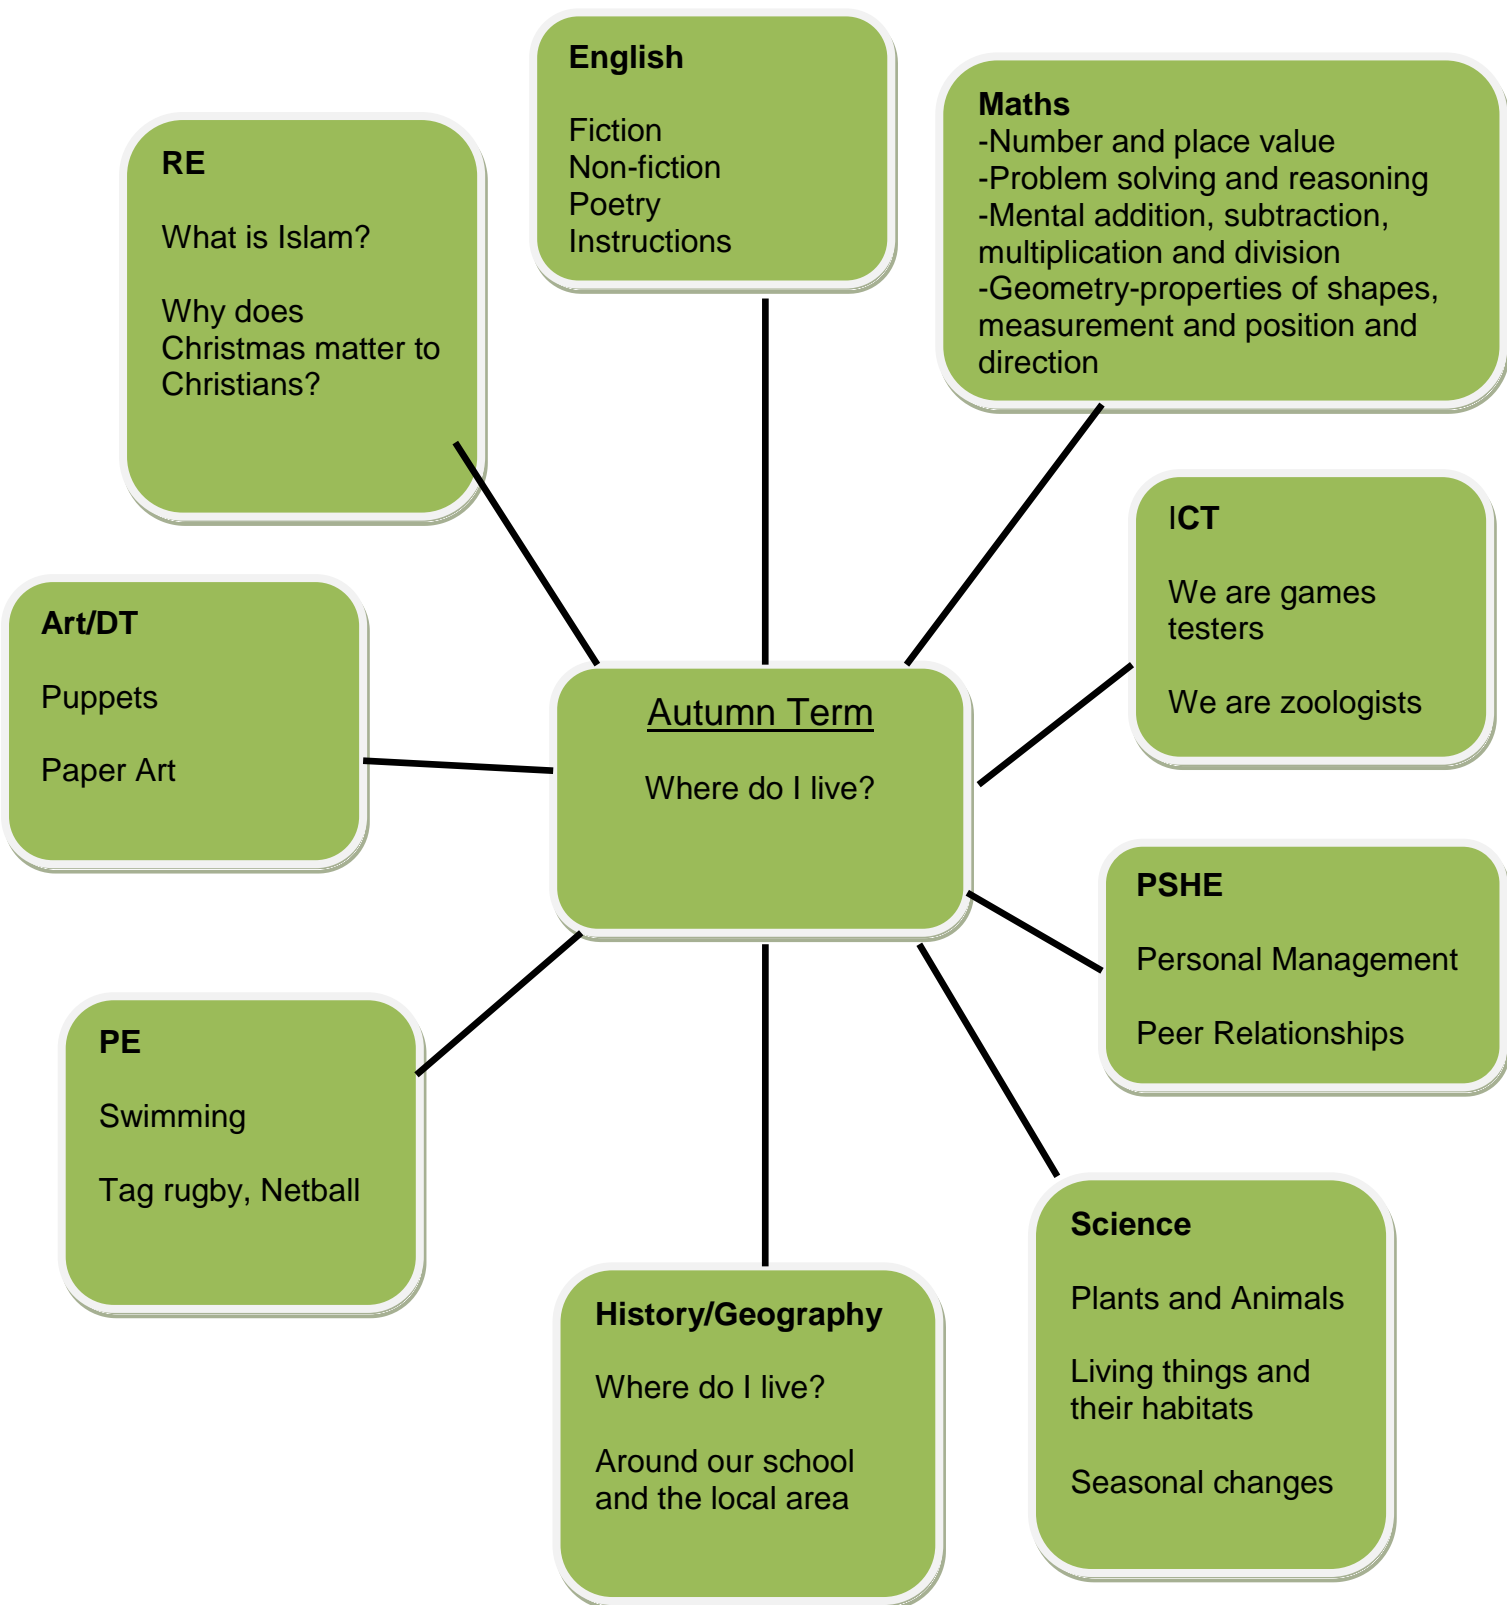 English
Fiction
Non-fiction
Poetry
Instructions
Maths
-Number and place value
-Problem solving and reasoning
-Mental addition, subtraction,
multiplication and division
-Geometry-properties of shapes,
measurement and position and
direction
RE
What is Islam?
Why does
Christmas matter to
Christians?
ICT
We are games
testers
We are zoologists
Art/DT
Puppets
Paper Art
Autumn Term
Where do I live?
PSHE
Personal Management
Peer Relationships
PE
Swimming
Tag rugby, Netball
Science
Plants and Animals
Living things and
their habitats
Seasonal changes
History/Geography
Where do I live?
Around our school
and the local area